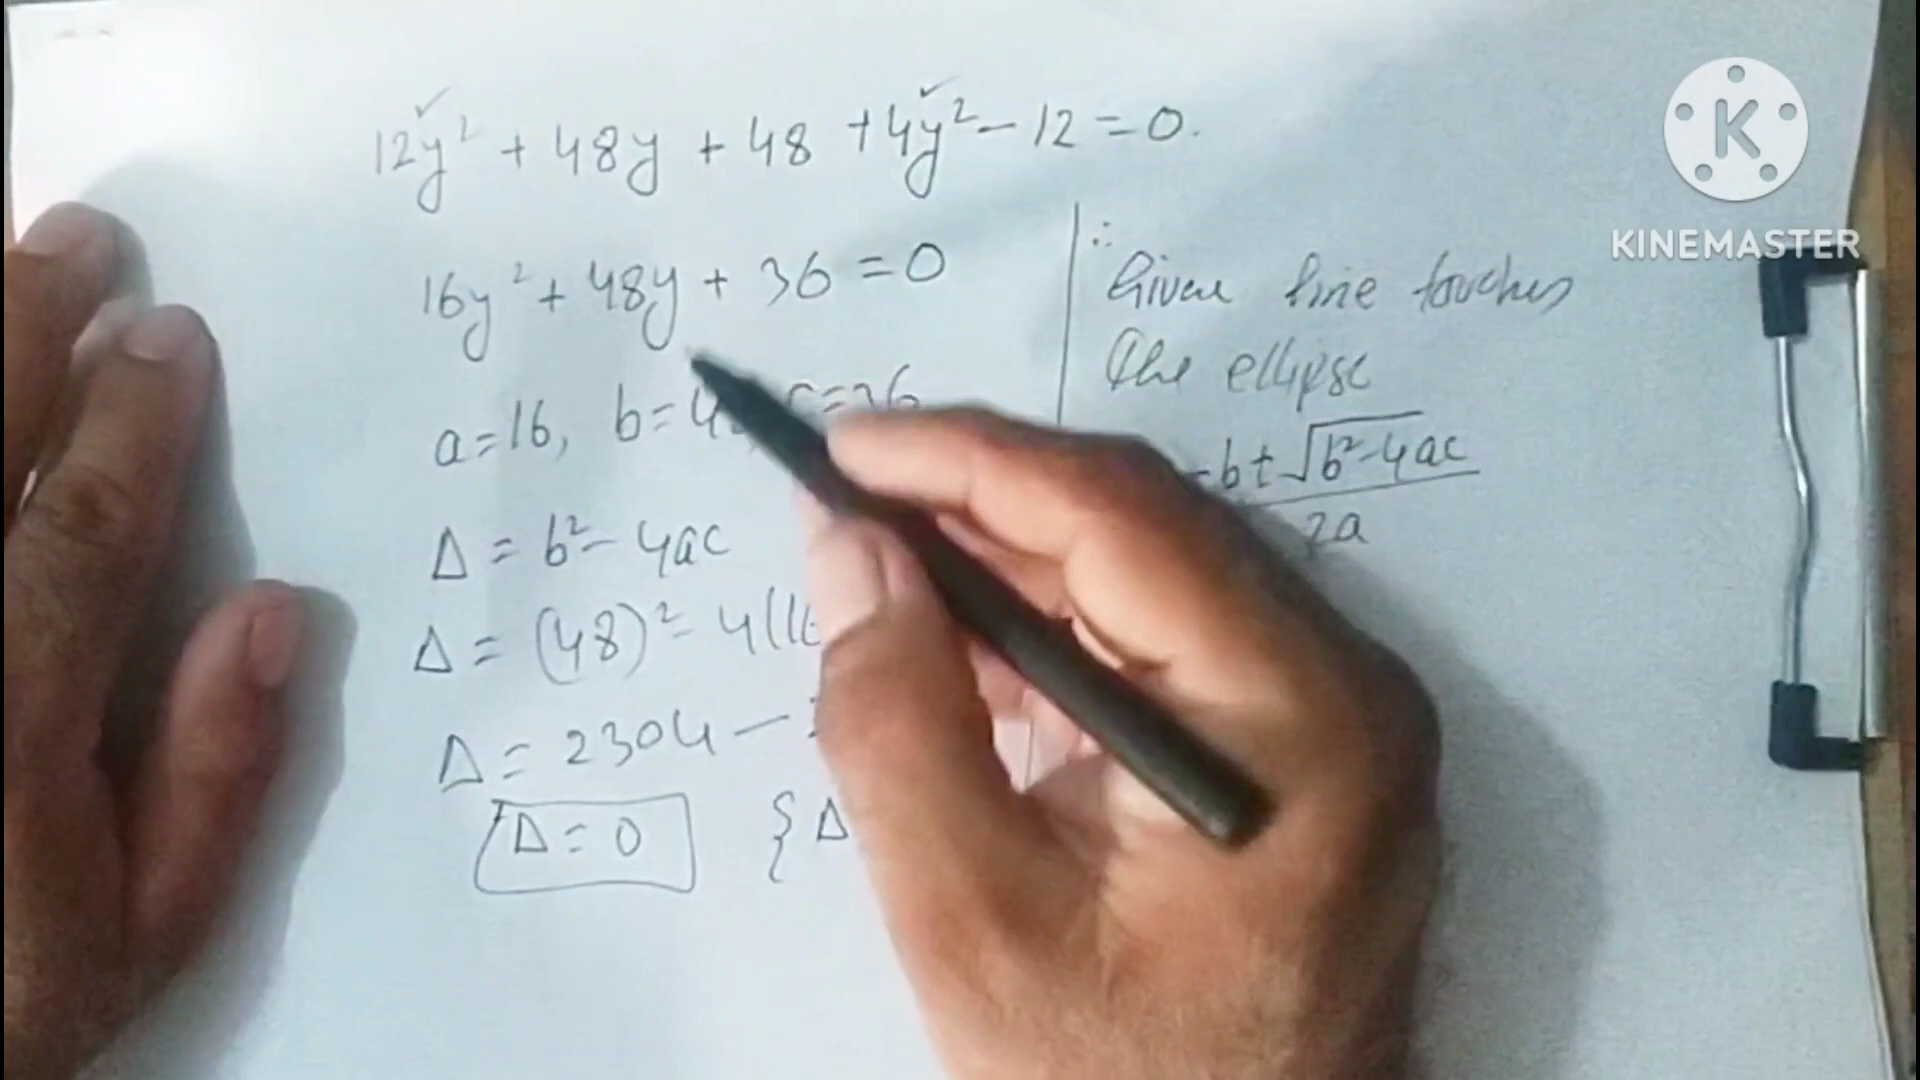 12y² + 48y + 48 + 4y² - 12 = 0.
16y² + 48y + 36 = 0
a=16, b=4
Δ = b² - 4ac
Δ = (48)² - 4(16
Δ = 2304 -
Δ = 0 { Δ
∴
Given line touches
the ellipse
-b ± √b²-4ac
2a
K
KINEMASTER